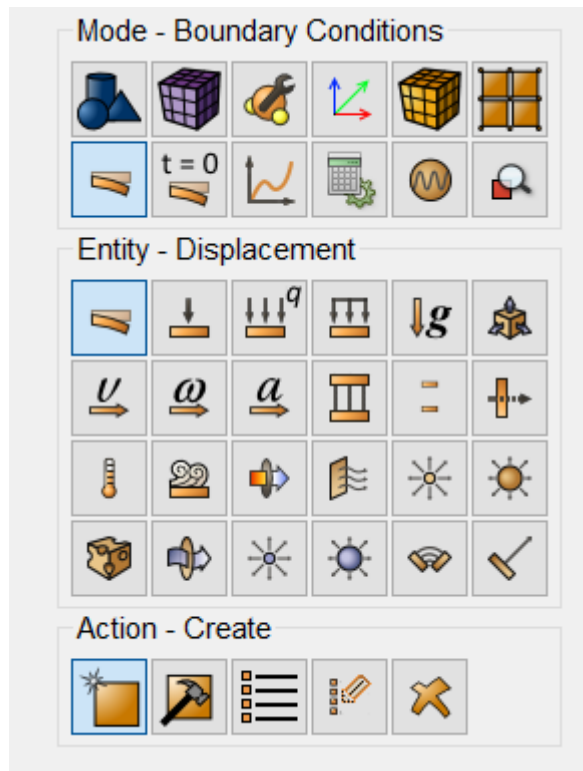 Mode - Boundary Conditions
t = 0
Entity - Displacement
q
g
υ ω a
Action - Create